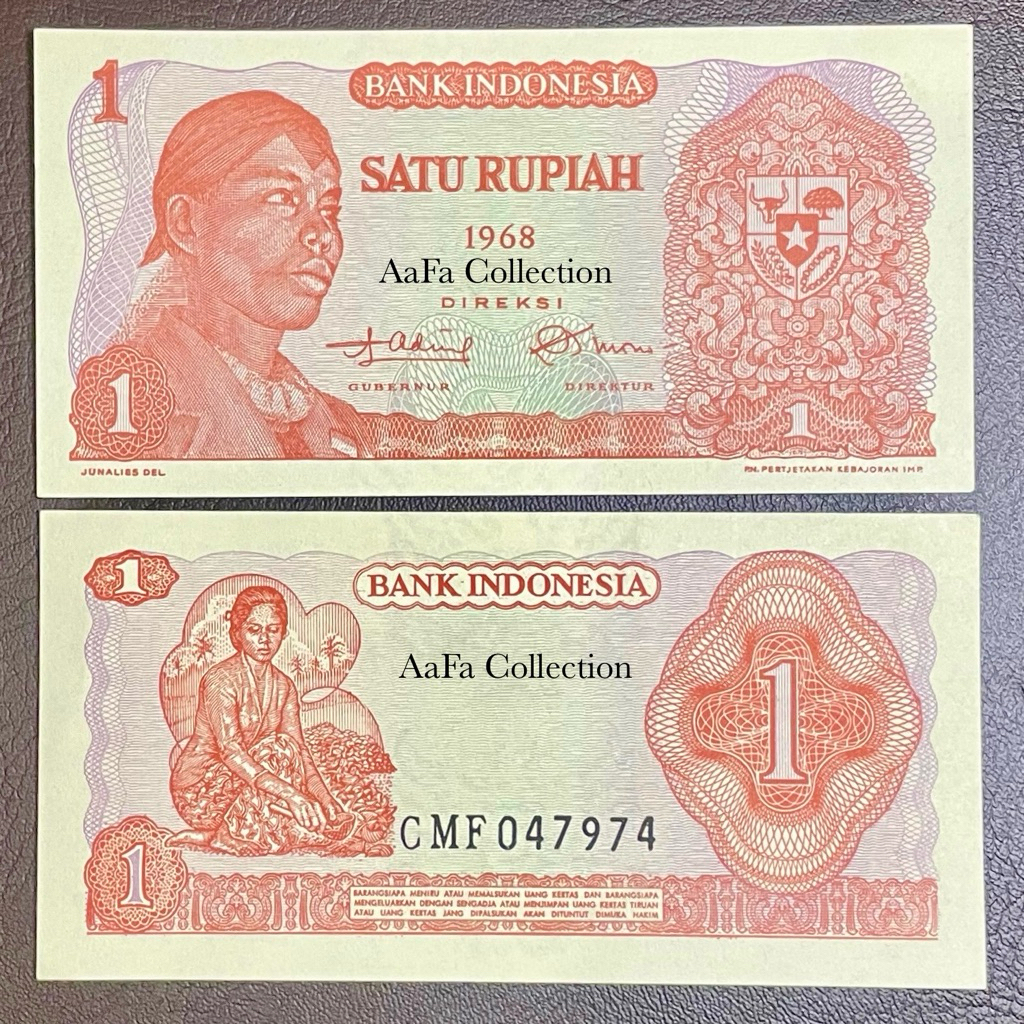 1
BANK INDONESIA
SATU RUPIAH
1968
AaFa Collection
DIREKSI
GUBERNUR DIREKTUR
1 1
JUNALIES DEL. P.N. PERTJETAKAN KEBAJORAN IMP.
1
BANK INDONESIA
AaFa Collection
1
CMF047974
1
BARANGSIAPA MENIRU ATAU MEMALSUKAN UANG KERTAS DAN BARANGSIAPA
MENGELUARKAN DENGAN SENGADJA ATAU MENJIMPAN UANG KERTAS TIRUAN
ATAU UANG KERTAS JANG DIPALSUKAN AKAN DITUNTUT DIMUKA HAKIM